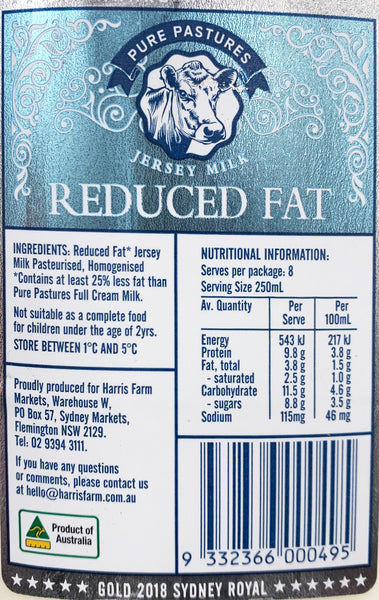 PURE PASTURES
JERSEY MILK
REDUCED FAT
INGREDIENTS: Reduced Fat* Jersey
Milk Pasteurised, Homogenised
*Contains at least 25% less fat than
Pure Pastures Full Cream Milk.
Not suitable as a complete food
for children under the age of 2yrs.
STORE BETWEEN 1°C AND 5°C
Proudly produced for Harris Farm
Markets, Warehouse W,
PO Box 57, Sydney Markets,
Flemington NSW 2129.
Tel: 02 9394 3111.
If you have any questions
or comments, please contact us
at hello@harrisfarm.com.au
Product of
Australia
NUTRITIONAL INFORMATION:
Serves per package: 8
Serving Size 250mL
Av. Quantity Per Per
Serve 100mL
Energy 543 kJ 217 kJ
Protein 9.8 g 3.8 g
Fat, total 3.8 g 1.5 g
- saturated 2.5 g 1.0 g
Carbohydrate 11.5 g 4.6 g
- sugars 8.8 g 3.5 g
Sodium 115mg 46 mg
9 332366 000495
GOLD 2018 SYDNEY ROYAL